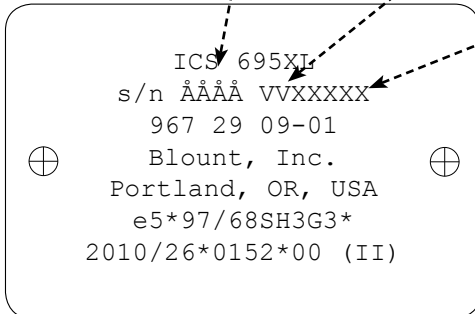 ICS 695XL
s/n ÅÅÅÅ VVXXXXX
967 29 09-01
Blount, Inc.
Portland, OR, USA
e5*97/68SH3G3*
2010/26*0152*00 (II)